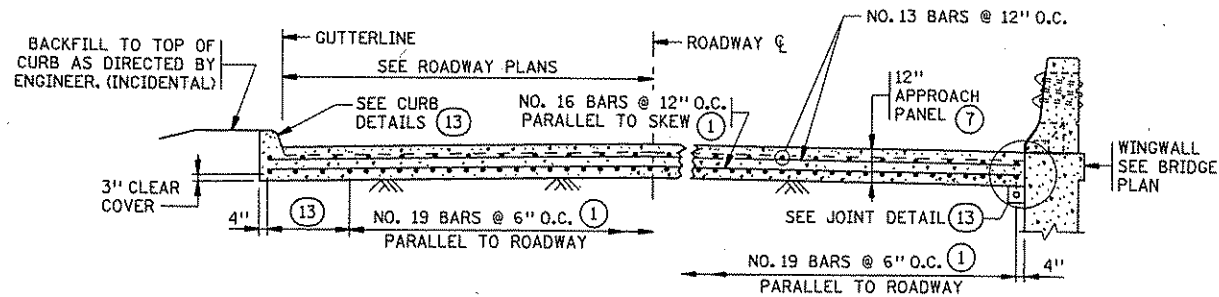 NO. 13 BARS @ 12" O.C.
BACKFILL TO TOP OF
CURB AS DIRECTED BY
ENGINEER. (INCIDENTAL)
GUTTERLINE
ROADWAY ℄
SEE ROADWAY PLANS
SEE CURB
DETAILS 13
NO. 16 BARS @ 12" O.C.
PARALLEL TO SKEW 1
12"
APPROACH
PANEL 7
WINGWALL
SEE BRIDGE
PLAN
3" CLEAR
COVER
4"
13
NO. 19 BARS @ 6" O.C. 1
PARALLEL TO ROADWAY
SEE JOINT DETAIL 13
NO. 19 BARS @ 6" O.C. 1
PARALLEL TO ROADWAY
4"